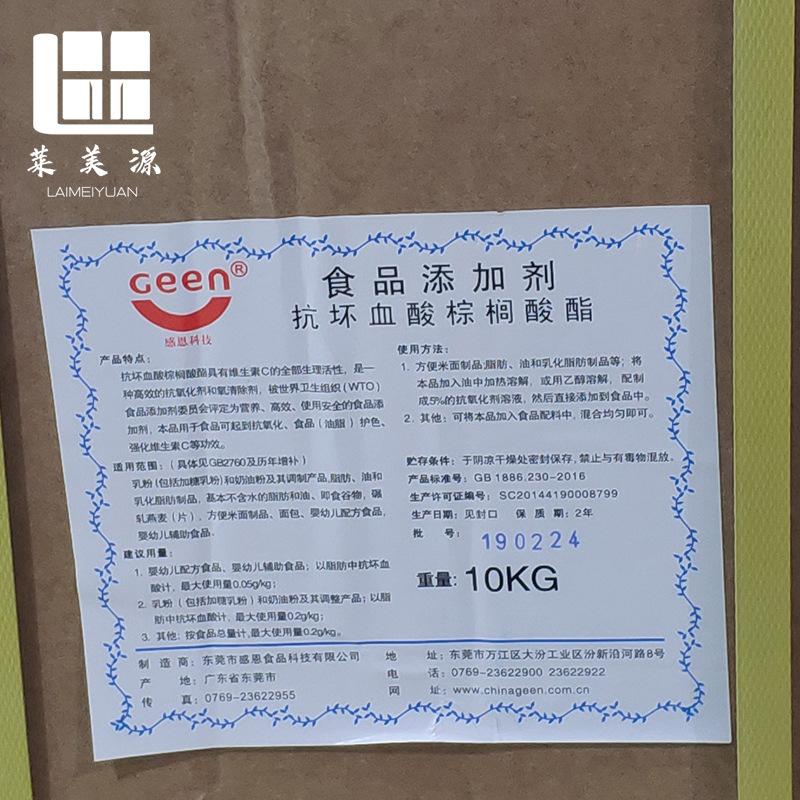 莱美源
LAIMEIYUAN
Geen®
感恩科技
食品添加剂
抗坏血酸棕榈酸酯
产品特点：
抗坏血酸棕榈酸酯具有维生素C的全部生理活性，是一
种高效的抗氧化剂和氧清除剂，被世界卫生组织（WTO）
食品添加剂委员会评定为营养、高效、使用安全的食品添
加剂，本品用于食品可起到抗氧化、食品（油脂）护色、
强化维生素C等功效。
适用范围：（具体见GB2760及历年增补）
乳粉（包括加糖乳粉）和奶油粉及其调制产品，脂肪、油和
乳化脂肪制品，基本不含水的脂肪和油、即食谷物，碾
轧燕麦（片）、方便米面制品、面包、婴幼儿配方食品，
婴幼儿辅助食品。
建议用量：
1. 婴幼儿配方食品、婴幼儿辅助食品；以脂肪中抗坏血
酸计，最大使用量0.05g/kg；
2. 乳粉（包括加糖乳粉）和奶油粉及其调整产品；以脂
肪中抗坏血酸计，最大使用量0.2g/kg；
3. 其他：按食品总量计，最大使用量0.2g/kg。
使用方法：
1. 方便米面制品；脂肪、油和乳化脂肪制品等；将
本品加入油中加热溶解，或用乙醇溶解，配制
成5%的抗氧化剂溶液，然后直接添加到食品中。
2. 其他：可将本品加入食品配料中，混合均匀即可。
贮存条件：于阴凉干燥处密封保存，禁止与有毒物混放。
产品标准号：GB 1886.230-2016
生产许可证编号：SC20144190008799
生产日期：见封口 保质期：2年
批号：190224
重量：10KG
制造商：东莞市感恩食品科技有限公司
产地：广东省东莞市
传真：0769-23622955
地址：东莞市万江区大汾工业区汾新沿河路8号
电话：0769-23622900 23622922
网址：www.chinageen.com.cn